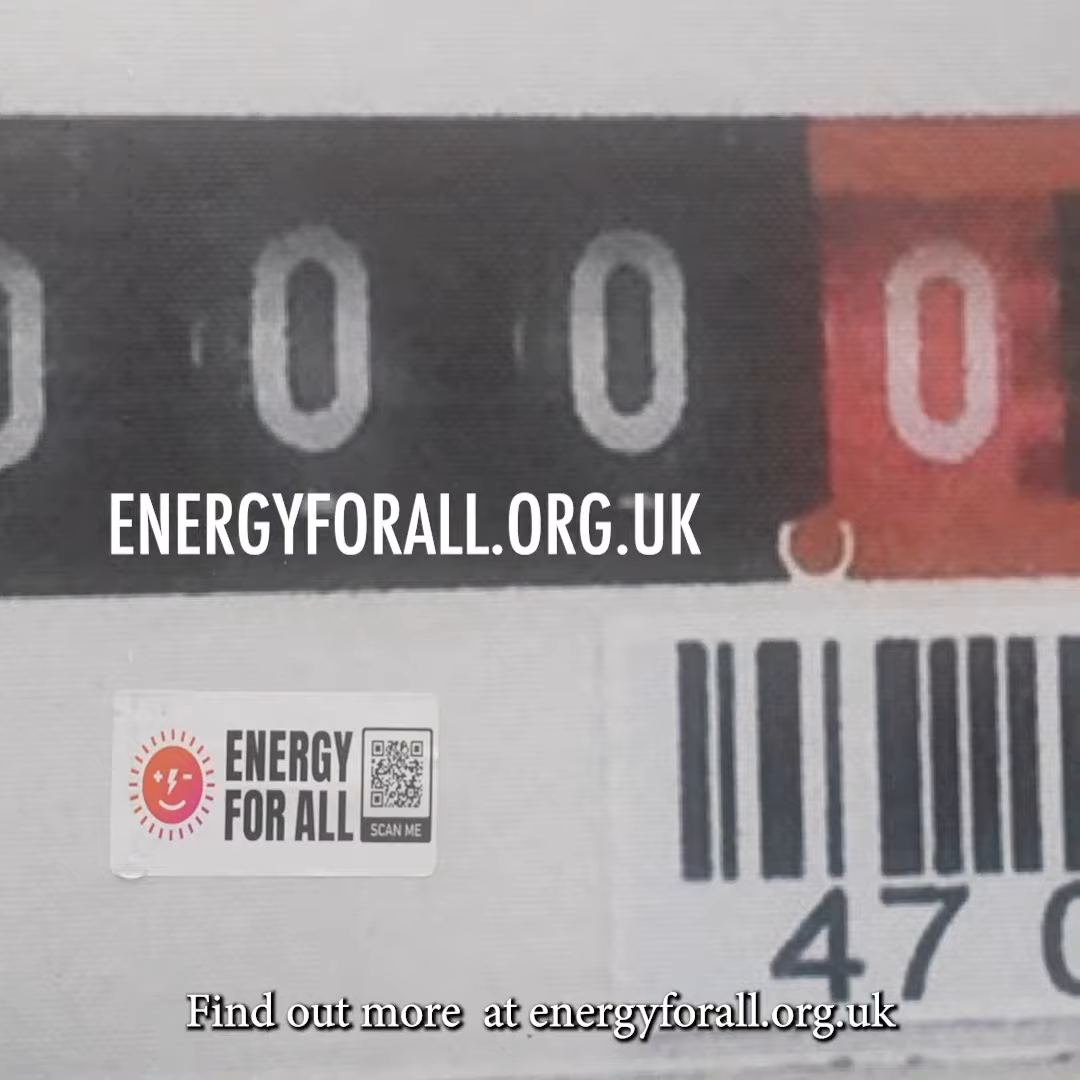 0 0 0 0
ENERGYFORALL.ORG.UK
ENERGY
FOR ALL
SCAN ME
47 0
Find out more at energyforall.org.uk